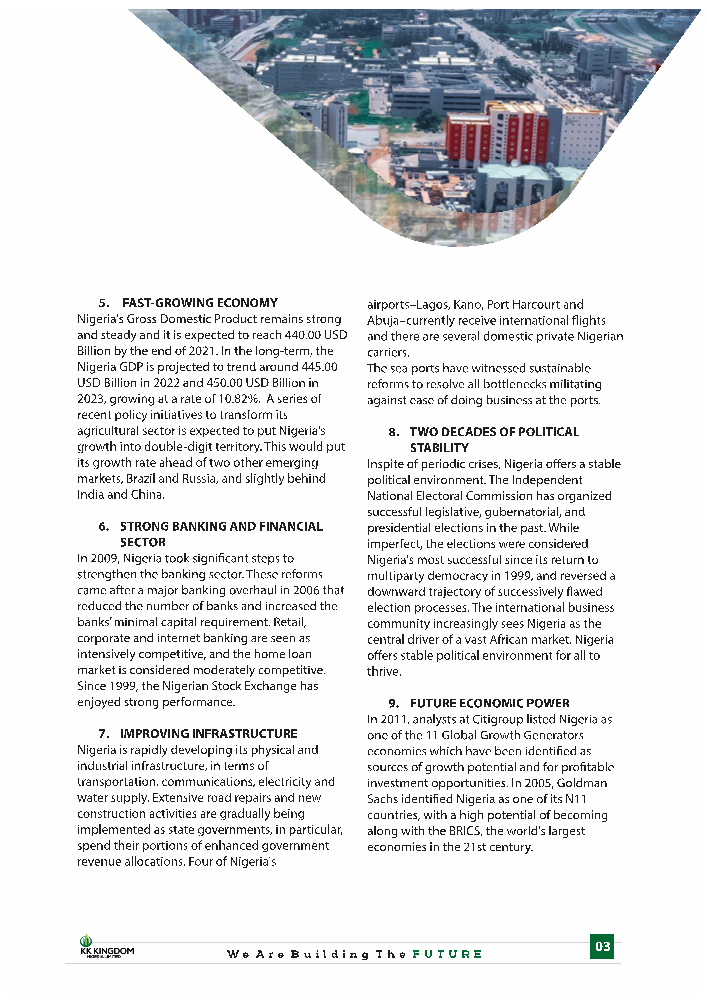 5. FAST-GROWING ECONOMY
Nigeria's Gross Domestic Product remains strong
and steady and it is expected to reach 440.00 USD
Billion by the end of 2021. In the long-term, the
Nigeria GDP is projected to trend around 445.00
USD Billion in 2022 and 450.00 USD Billion in
2023, growing at a rate of 10.82%. A series of
recent policy initiatives to transform its
agricultural sector is expected to put Nigeria's
growth into double-digit territory. This would put
its growth rate ahead of two other emerging
markets, Brazil and Russia, and slightly behind
India and China.
6. STRONG BANKING AND FINANCIAL
SECTOR
In 2009, Nigeria took significant steps to
strengthen the banking sector. These reforms
came after a major banking overhaul in 2006 that
reduced the number of banks and increased the
banks' minimal capital requirement. Retail,
corporate and internet banking are seen as
intensively competitive, and the home loan
market is considered moderately competitive.
Since 1999, the Nigerian Stock Exchange has
enjoyed strong performance.
7. IMPROVING INFRASTRUCTURE
Nigeria is rapidly developing its physical and
industrial infrastructure, in terms of
transportation, communications, electricity and
water supply. Extensive road repairs and new
construction activities are gradually being
implemented as state governments, in particular,
spend their portions of enhanced government
revenue allocations. Four of Nigeria's
airports–Lagos, Kano, Port Harcourt and
Abuja–currently receive international flights
and there are several domestic private Nigerian
carriers.
The sea ports have witnessed sustainable
reforms to resolve all bottlenecks militating
against ease of doing business at the ports.
8. TWO DECADES OF POLITICAL
STABILITY
Inspite of periodic crises, Nigeria offers a stable
political environment. The Independent
National Electoral Commission has organized
successful legislative, gubernatorial, and
presidential elections in the past. While
imperfect, the elections were considered
Nigeria's most successful since its return to
multiparty democracy in 1999, and reversed a
downward trajectory of successively flawed
election processes. The international business
community increasingly sees Nigeria as the
central driver of a vast African market. Nigeria
offers stable political environment for all to
thrive.
9. FUTURE ECONOMIC POWER
In 2011, analysts at Citigroup listed Nigeria as
one of the 11 Global Growth Generators
economies which have been identified as
sources of growth potential and for profitable
investment opportunities. In 2005, Goldman
Sachs identified Nigeria as one of its N11
countries, with a high potential of becoming
along with the BRICS, the world's largest
economies in the 21st century.
KK KINGDOM
NIGERIA LIMITED
We Are Building The FUTURE
03